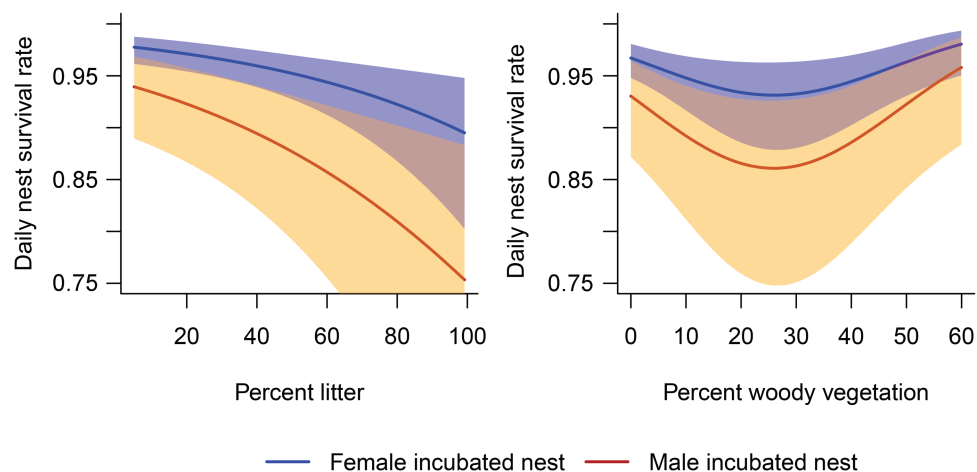 Daily nest survival rate
0.95
0.85
0.75
20 40 60 80 100
Percent litter
Daily nest survival rate
0.95
0.85
0.75
0 10 20 30 40 50 60
Percent woody vegetation
Female incubated nest Male incubated nest